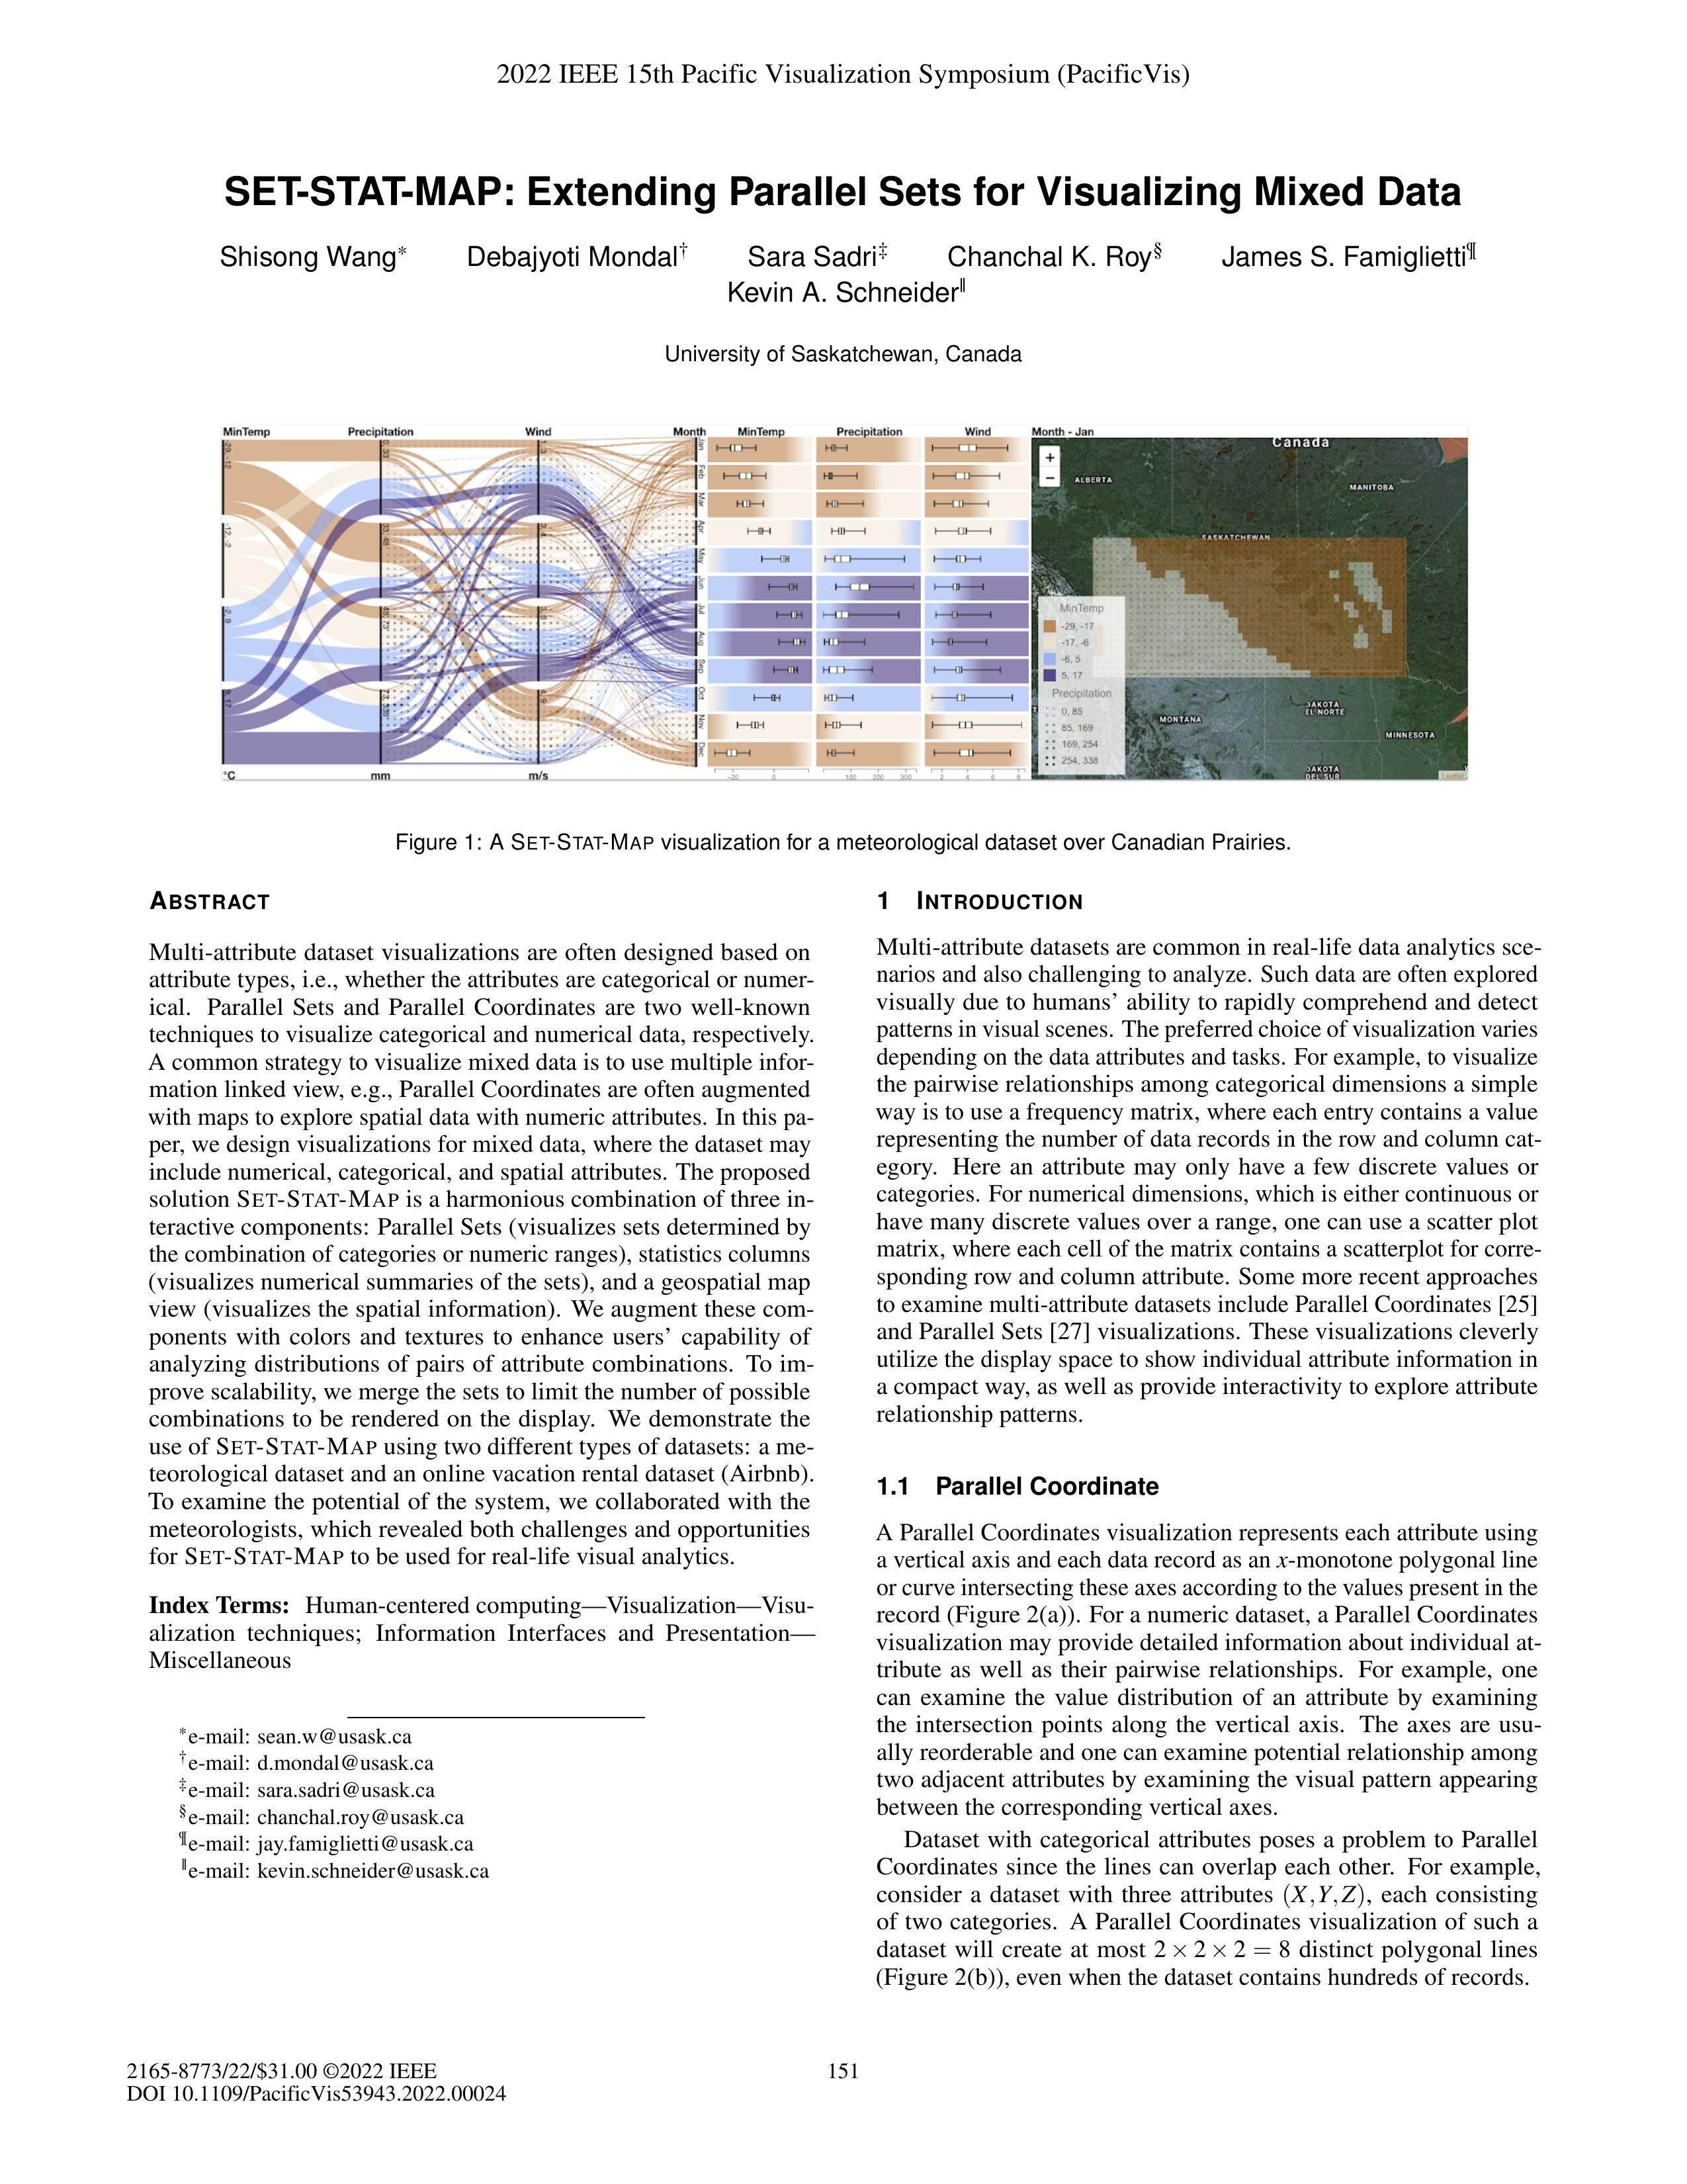 2022 IEEE 15th Pacific Visualization Symposium (PacificVis)
SET-STAT-MAP: Extending Parallel Sets for Visualizing Mixed Data
Shisong Wang* Debajyoti Mondal† Sara Sadri‡ Chanchal K. Roy§ James S. Famiglietti¶
Kevin A. Schneider‖
University of Saskatchewan, Canada
MinTemp Precipitation Wind Month MinTemp Precipitation Wind Month - Jan
-29, -12
-12, -2
-2, 9
9, 17
0, 33
33, 48
48, 73
73, 338
Jan
Feb
Mar
Apr
May
Jun
Jul
Aug
Sep
Oct
Nov
Dec
°C mm m/s
-20 0 100 200 300 2 4 6 8
+
−
Canada
ALBERTA
MANITOBA
SASKATCHEWAN
MONTANA
DAKOTA
EL NORTE
MINNESOTA
DAKOTA
DEL SUR
Leaflet
MinTemp
-29, -17
-17, -6
-6, 5
5, 17
Precipitation
0, 85
85, 169
169, 254
254, 338
Figure 1: A SET-STAT-MAP visualization for a meteorological dataset over Canadian Prairies.
ABSTRACT
Multi-attribute dataset visualizations are often designed based on
attribute types, i.e., whether the attributes are categorical or numer-
ical. Parallel Sets and Parallel Coordinates are two well-known
techniques to visualize categorical and numerical data, respectively.
A common strategy to visualize mixed data is to use multiple infor-
mation linked view, e.g., Parallel Coordinates are often augmented
with maps to explore spatial data with numeric attributes. In this pa-
per, we design visualizations for mixed data, where the dataset may
include numerical, categorical, and spatial attributes. The proposed
solution SET-STAT-MAP is a harmonious combination of three in-
teractive components: Parallel Sets (visualizes sets determined by
the combination of categories or numeric ranges), statistics columns
(visualizes numerical summaries of the sets), and a geospatial map
view (visualizes the spatial information). We augment these com-
ponents with colors and textures to enhance users' capability of
analyzing distributions of pairs of attribute combinations. To im-
prove scalability, we merge the sets to limit the number of possible
combinations to be rendered on the display. We demonstrate the
use of SET-STAT-MAP using two different types of datasets: a me-
teorological dataset and an online vacation rental dataset (Airbnb).
To examine the potential of the system, we collaborated with the
meteorologists, which revealed both challenges and opportunities
for SET-STAT-MAP to be used for real-life visual analytics.
Index Terms: Human-centered computing—Visualization—Visu-
alization techniques; Information Interfaces and Presentation—
Miscellaneous
*e-mail: sean.w@usask.ca
†e-mail: d.mondal@usask.ca
‡e-mail: sara.sadri@usask.ca
§e-mail: chanchal.roy@usask.ca
¶e-mail: jay.famiglietti@usask.ca
‖e-mail: kevin.schneider@usask.ca
1 INTRODUCTION
Multi-attribute datasets are common in real-life data analytics sce-
narios and also challenging to analyze. Such data are often explored
visually due to humans' ability to rapidly comprehend and detect
patterns in visual scenes. The preferred choice of visualization varies
depending on the data attributes and tasks. For example, to visualize
the pairwise relationships among categorical dimensions a simple
way is to use a frequency matrix, where each entry contains a value
representing the number of data records in the row and column cat-
egory. Here an attribute may only have a few discrete values or
categories. For numerical dimensions, which is either continuous or
have many discrete values over a range, one can use a scatter plot
matrix, where each cell of the matrix contains a scatterplot for corre-
sponding row and column attribute. Some more recent approaches
to examine multi-attribute datasets include Parallel Coordinates [25]
and Parallel Sets [27] visualizations. These visualizations cleverly
utilize the display space to show individual attribute information in
a compact way, as well as provide interactivity to explore attribute
relationship patterns.
1.1 Parallel Coordinate
A Parallel Coordinates visualization represents each attribute using
a vertical axis and each data record as an x-monotone polygonal line
or curve intersecting these axes according to the values present in the
record (Figure 2(a)). For a numeric dataset, a Parallel Coordinates
visualization may provide detailed information about individual at-
tribute as well as their pairwise relationships. For example, one
can examine the value distribution of an attribute by examining
the intersection points along the vertical axis. The axes are usu-
ally reorderable and one can examine potential relationship among
two adjacent attributes by examining the visual pattern appearing
between the corresponding vertical axes.
Dataset with categorical attributes poses a problem to Parallel
Coordinates since the lines can overlap each other. For example,
consider a dataset with three attributes (X,Y,Z), each consisting
of two categories. A Parallel Coordinates visualization of such a
dataset will create at most 2 × 2 × 2 = 8 distinct polygonal lines
(Figure 2(b)), even when the dataset contains hundreds of records.
2165-8773/22/$31.00 ©2022 IEEE
DOI 10.1109/PacificVis53943.2022.00024
151